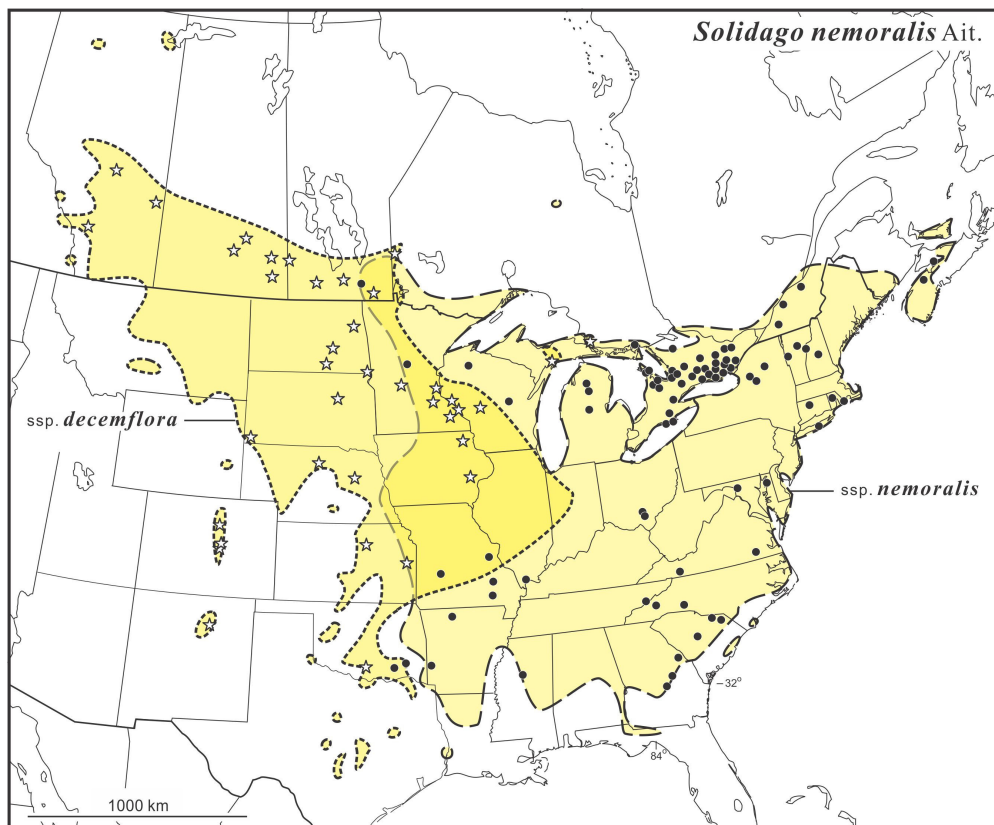 Solidago nemoralis Ait.
ssp. decemflora
ssp. nemoralis
–32°
84°
1000 km